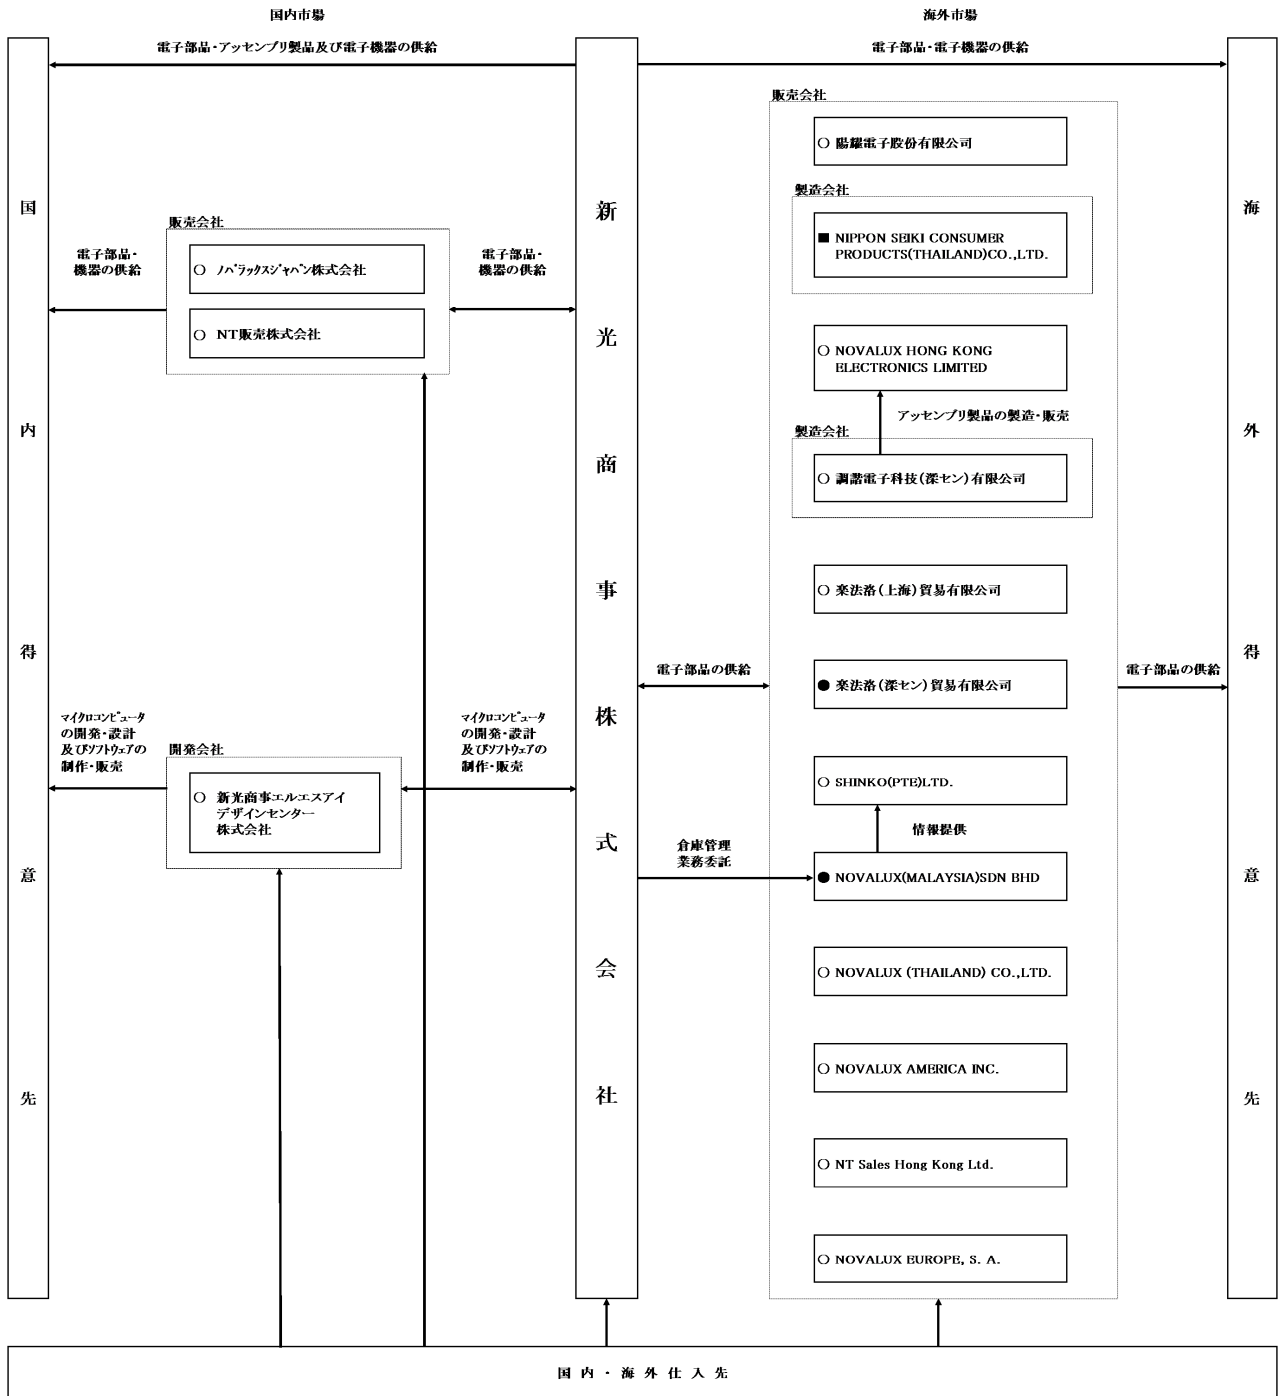 国内市場
海外市場
電子部品・アッセンブリ製品及び電子機器の供給
電子部品・電子機器の供給
国内得意先
新光商事株式会社
海外得意先
販売会社
電子部品・
機器の供給
○ ﾉﾊﾞﾗｯｸｽｼﾞｬﾊﾟﾝ株式会社
○ NT販売株式会社
電子部品・
機器の供給
ﾏｲｸﾛｺﾝﾋﾟｭｰﾀ
の開発・設計
及びｿﾌﾄｳｪｱの
制作・販売
開発会社
○ 新光商事エルエスアイ
デザインセンター
株式会社
ﾏｲｸﾛｺﾝﾋﾟｭｰﾀ
の開発・設計
及びｿﾌﾄｳｪｱの
制作・販売
販売会社
○ 陽耀電子股份有限公司
製造会社
■ NIPPON SEIKI CONSUMER
PRODUCTS(THAILAND)CO.,LTD.
○ NOVALUX HONG KONG
ELECTRONICS LIMITED
アッセンブリ製品の製造・販売
製造会社
○ 調諧電子科技(深セン)有限公司
○ 楽法洛(上海)貿易有限公司
電子部品の供給
● 楽法洛(深セン)貿易有限公司
電子部品の供給
○ SHINKO(PTE)LTD.
情報提供
倉庫管理
業務委託
● NOVALUX(MALAYSIA)SDN BHD
○ NOVALUX (THAILAND) CO.,LTD.
○ NOVALUX AMERICA INC.
○ NT Sales Hong Kong Ltd.
○ NOVALUX EUROPE, S. A.
国内・海外仕入先